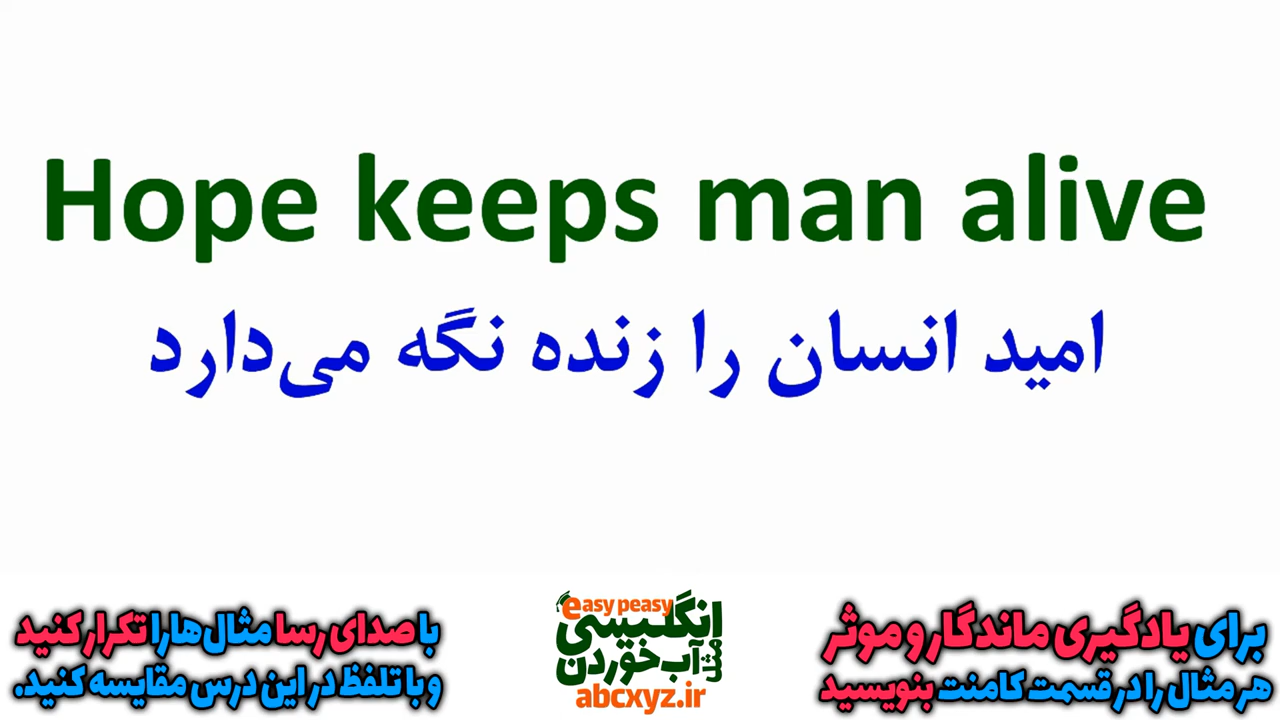 Hope keeps man alive
امید انسان را زنده نگه می‌دارد
برای یادگیری ماندگار و موثر
هر مثال را در قسمت کامنت بنویسید
easy peasy
انگلیسی
مثل آب خوردن
abcxyz.ir
با صدای رسا مثال‌ها را تکرار کنید
و با تلفظ در این درس مقایسه کنید.